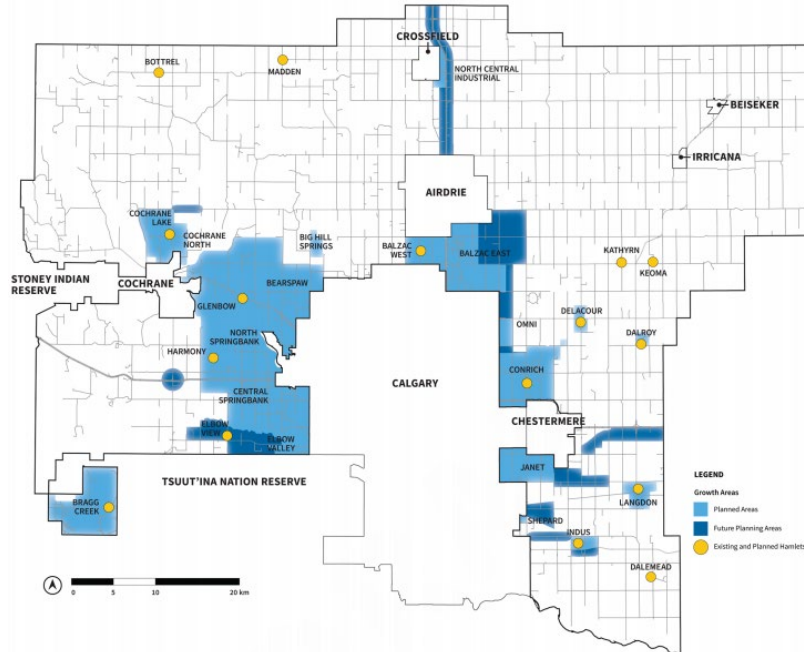 CROSSFIELD
BOTTREL
MADDEN
NORTH CENTRAL
INDUSTRIAL
BEISEKER
IRRICANA
AIRDRIE
COCHRANE
LAKE
COCHRANE
NORTH
BIG HILL
SPRINGS
BALZAC
WEST
BALZAC EAST
KATHYRN
KEOMA
STONEY INDIAN
RESERVE
COCHRANE
BEARSPAW
GLENBOW
DELACOUR
OMNI
NORTH
SPRINGBANK
DALROY
HARMONY
CONRICH
CALGARY
CENTRAL
SPRINGBANK
CHESTERMERE
ELBOW
VIEW
ELBOW
VALLEY
JANET
TSUUT'INA NATION RESERVE
LEGEND
Growth Areas
Planned Areas
Future Planning Areas
Existing and Planned Hamlets
BRAGG
CREEK
LANGDON
SHEPARD
INDUS
DALEMEAD
0 5 10 20 km